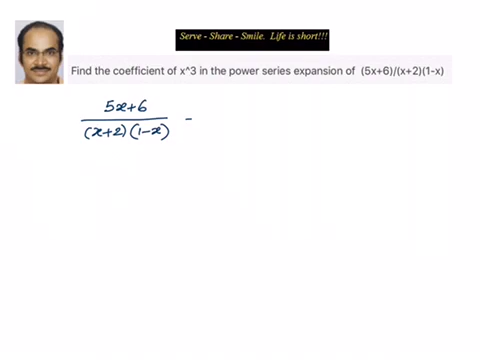 Serve - Share - Smile. Life is short!!!
Find the coefficient of x^3 in the power series expansion of (5x+6)/(x+2)(1-x)
5x+6
(x+2)(1-x) -